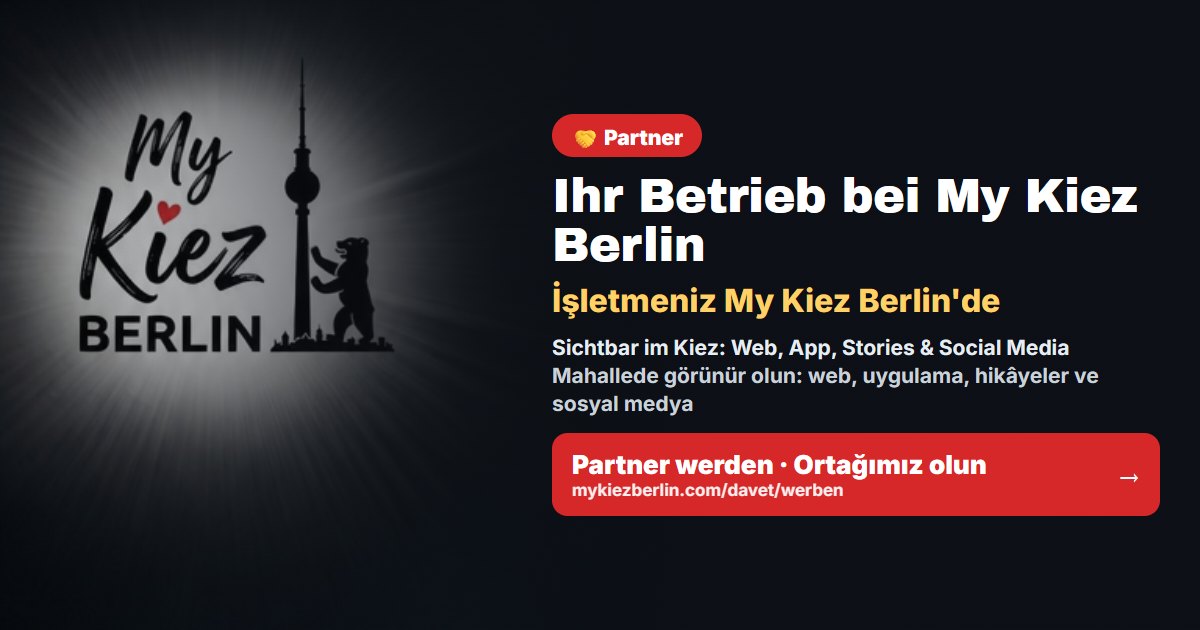 My
Kiez
BERLIN
🤝 Partner
Ihr Betrieb bei My Kiez
Berlin
İşletmeniz My Kiez Berlin'de
Sichtbar im Kiez: Web, App, Stories & Social Media
Mahallede görünür olun: web, uygulama, hikâyeler ve
sosyal medya
Partner werden · Ortağımız olun
mykiezberlin.com/davet/werben
→